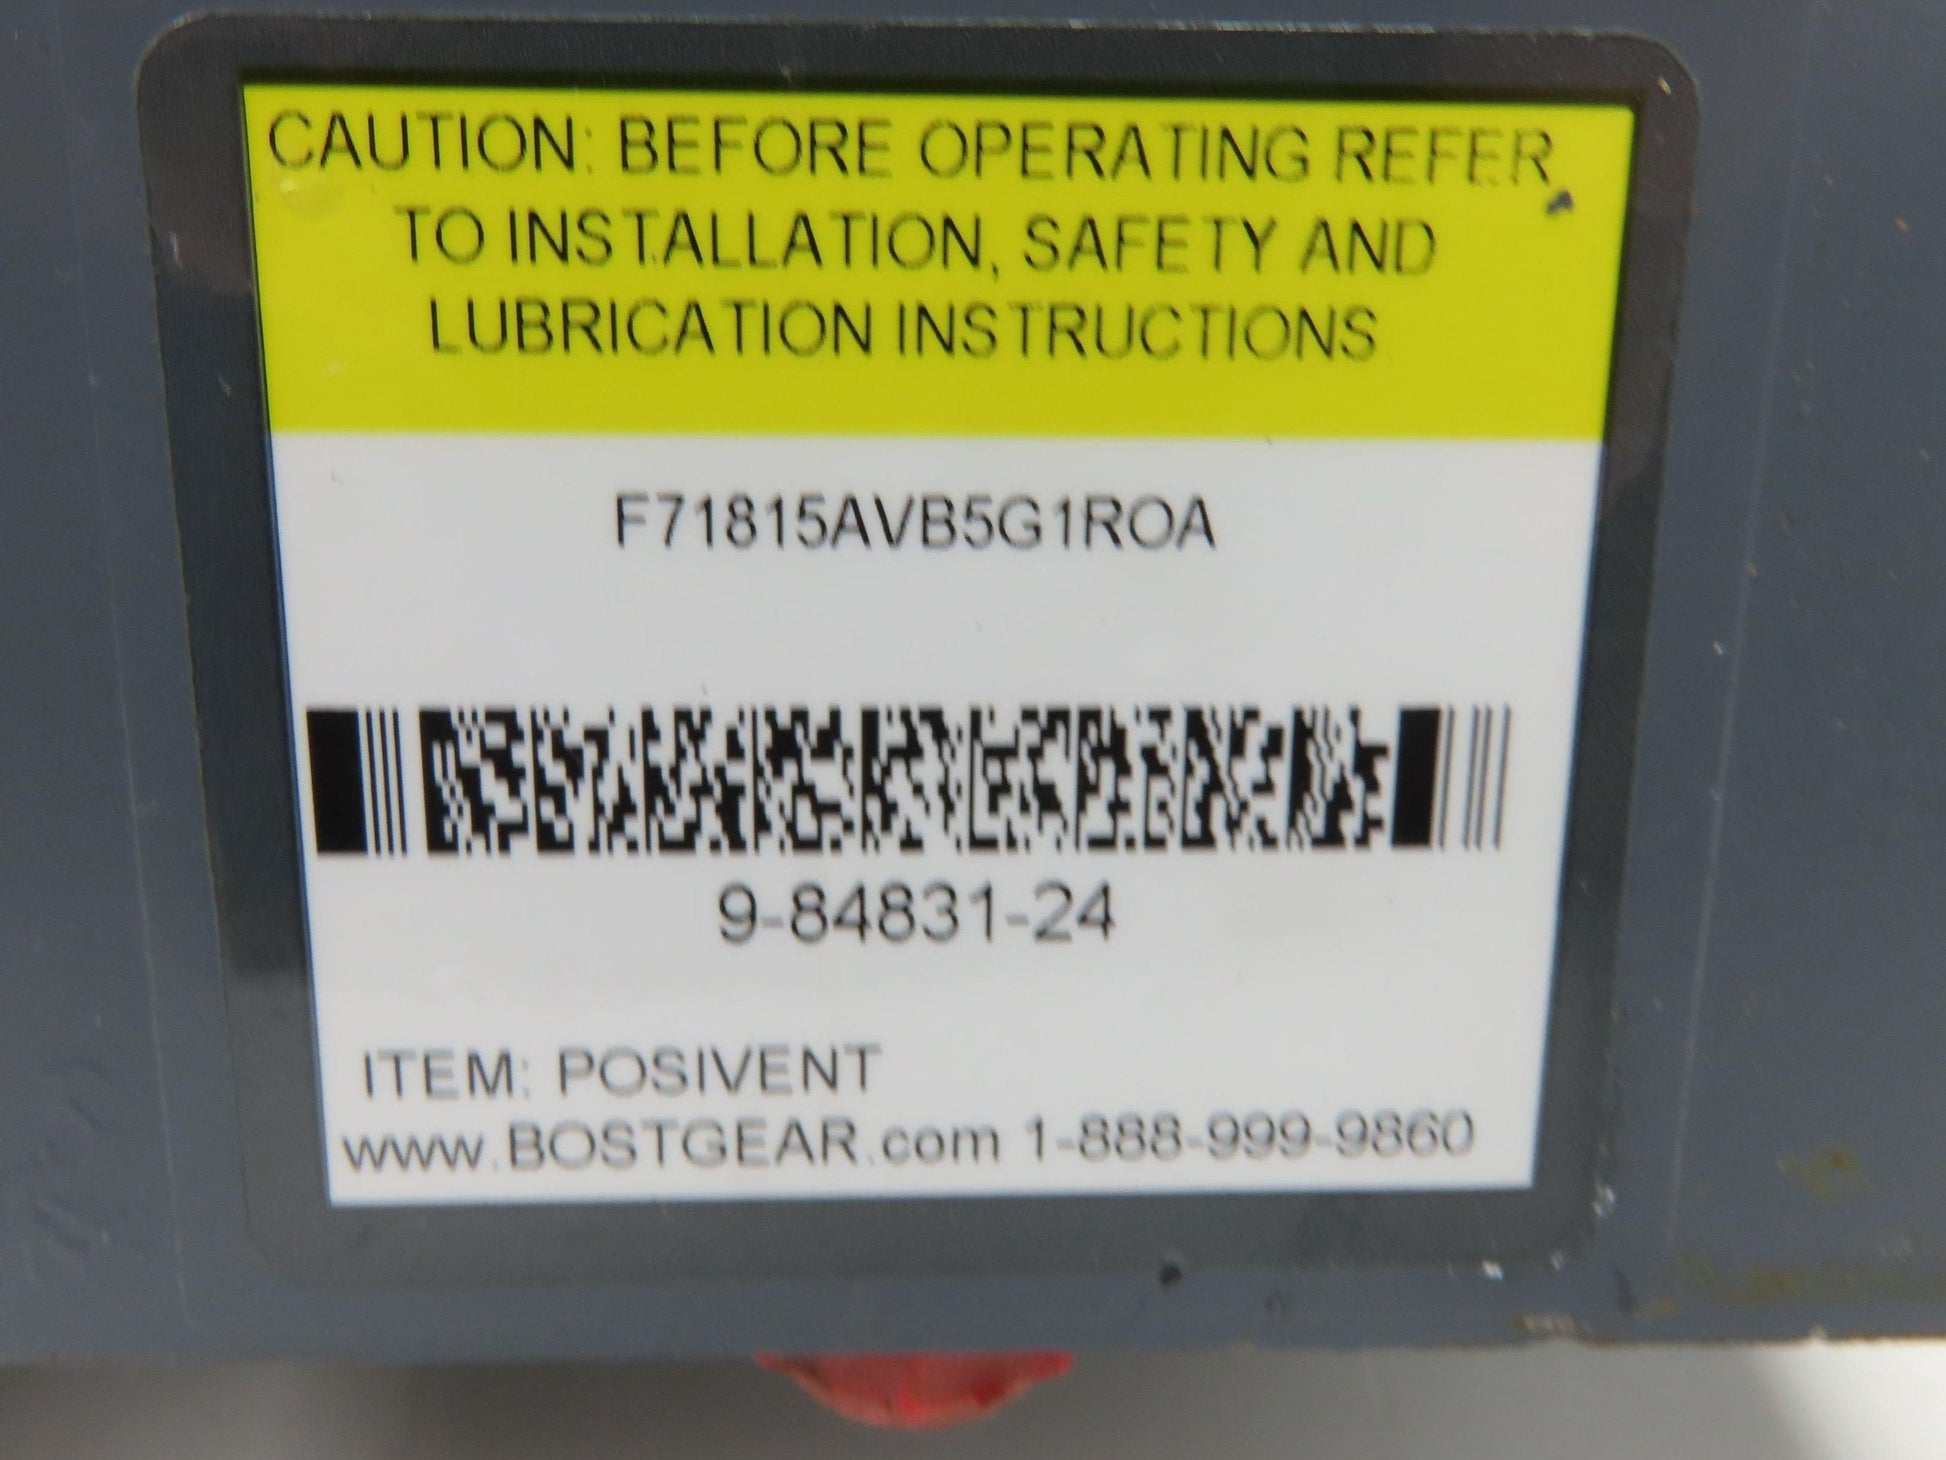 CAUTION: BEFORE OPERATING REFER
TO INSTALLATION, SAFETY AND
LUBRICATION INSTRUCTIONS
F71815AVB5G1ROA
9-84831-24
ITEM: POSIVENT
www.BOSTGEAR.com 1-888-999-9860